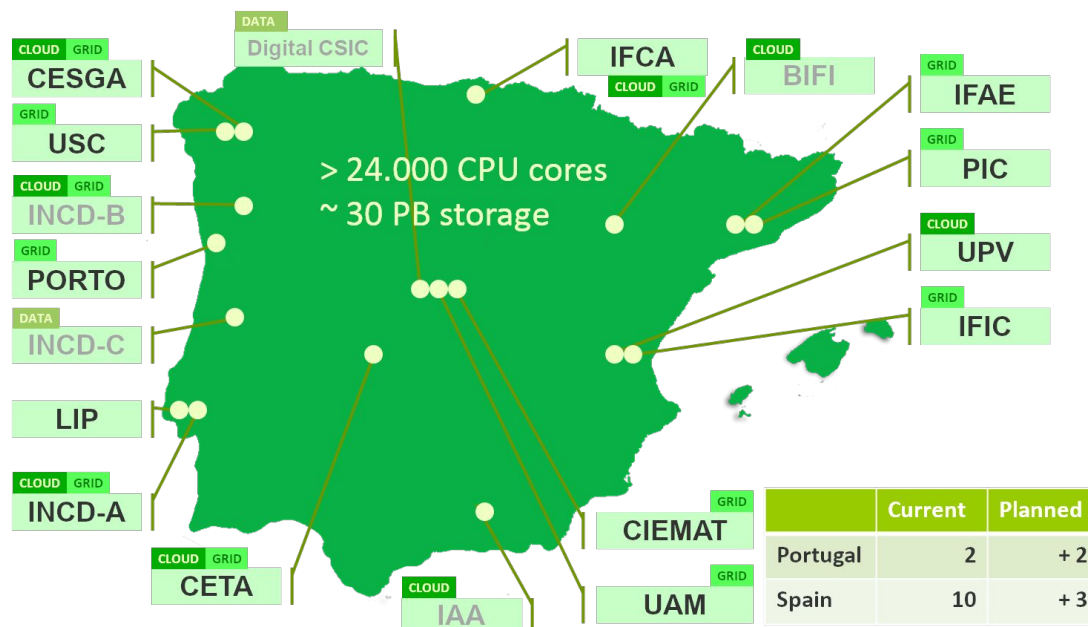 DATA
Digital CSIC
CLOUD GRID
CESGA
IFCA
CLOUD GRID
CLOUD
BIFI
GRID
IFAE
GRID
USC
> 24.000 CPU cores
~ 30 PB storage
GRID
PIC
CLOUD GRID
INCD-B
CLOUD
UPV
GRID
PORTO
GRID
IFIC
DATA
INCD-C
LIP
CLOUD GRID
INCD-A
GRID
CIEMAT
CLOUD GRID
CETA
CLOUD
IAA
GRID
UAM
Current Planned
Portugal 2 + 2
Spain 10 + 3